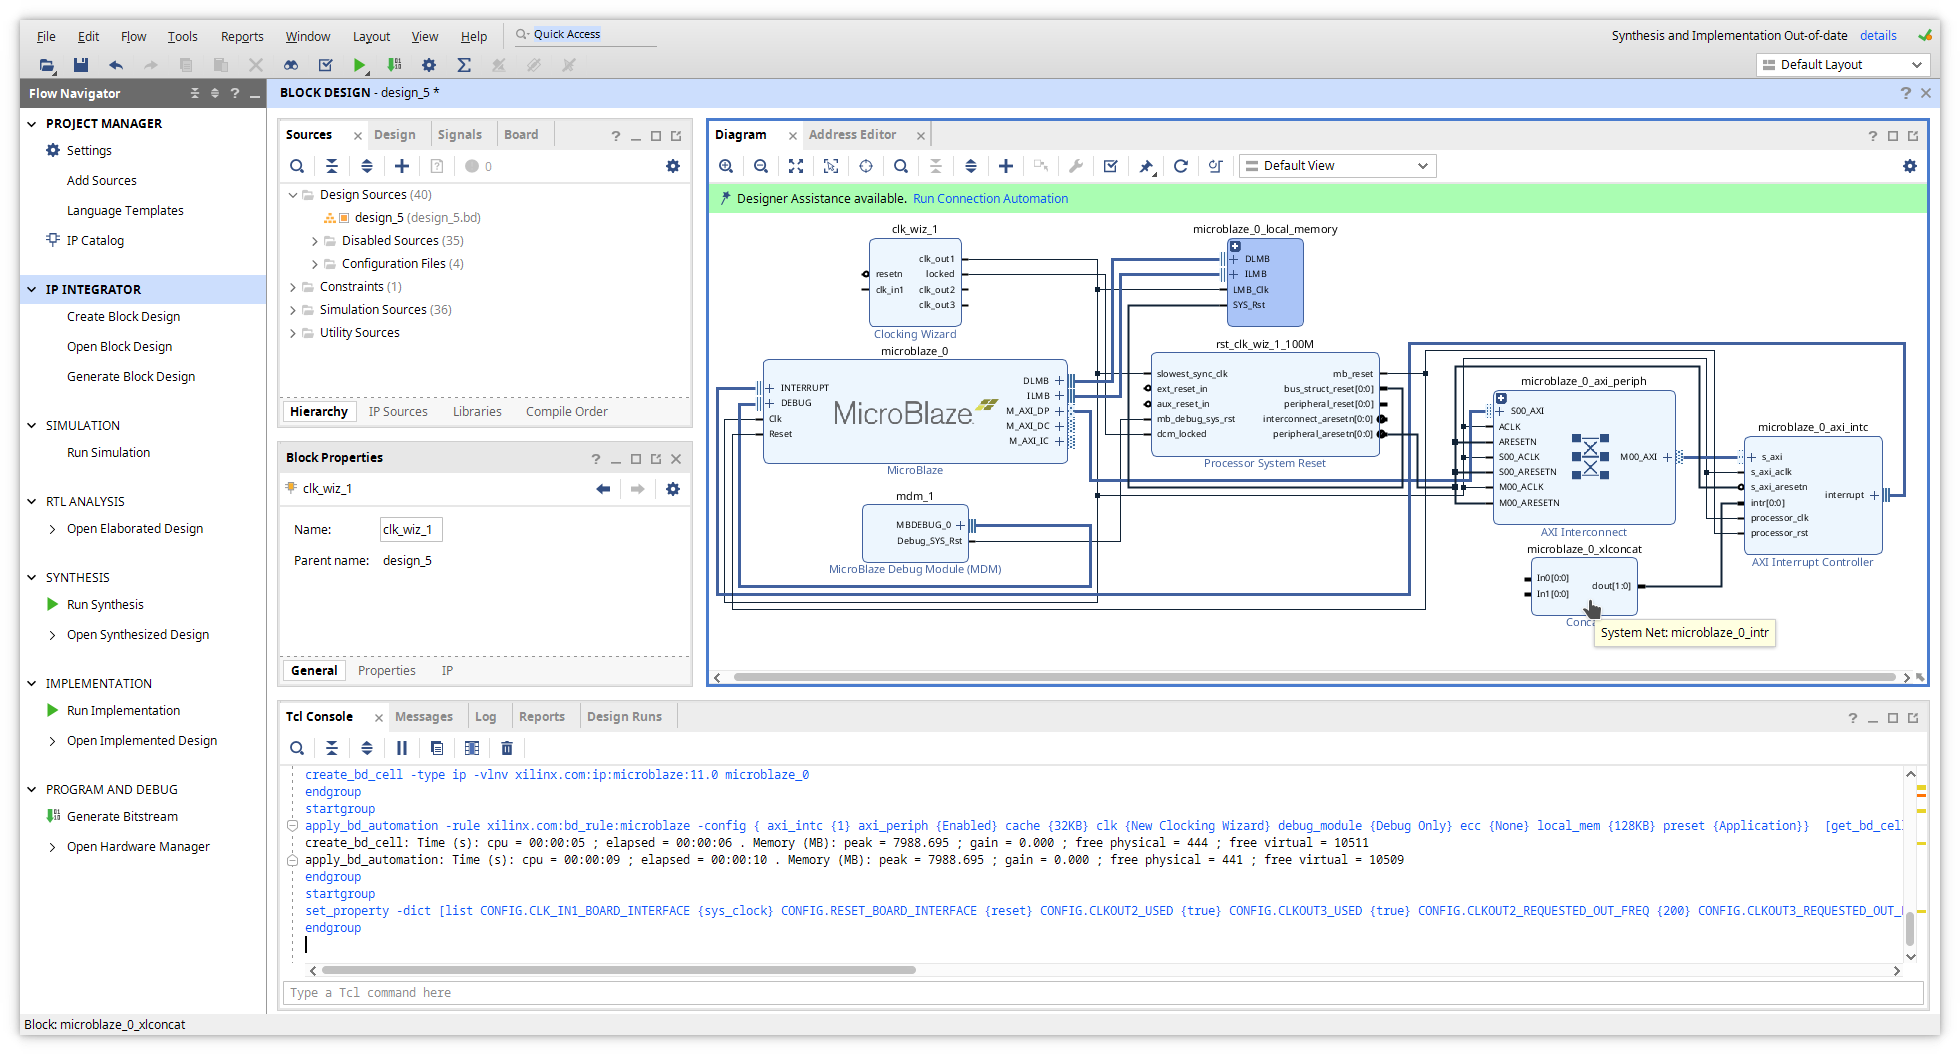 File Edit Flow Tools Reports Window Layout View Help Quick Access
Synthesis and Implementation Out-of-date details
Default Layout
Flow Navigator
PROJECT MANAGER
Settings
Add Sources
Language Templates
IP Catalog
IP INTEGRATOR
Create Block Design
Open Block Design
Generate Block Design
SIMULATION
Run Simulation
RTL ANALYSIS
Open Elaborated Design
SYNTHESIS
Run Synthesis
Open Synthesized Design
IMPLEMENTATION
Run Implementation
Open Implemented Design
PROGRAM AND DEBUG
Generate Bitstream
Open Hardware Manager
BLOCK DESIGN - design_5 *
Sources Design Signals Board
0
Design Sources (40)
design_5 (design_5.bd)
Disabled Sources (35)
Configuration Files (4)
Constraints (1)
Simulation Sources (36)
Utility Sources
Hierarchy IP Sources Libraries Compile Order
Block Properties
clk_wiz_1
Name: clk_wiz_1
Parent name: design_5
General Properties IP
Diagram Address Editor
Default View
Designer Assistance available. Run Connection Automation
clk_wiz_1
clk_out1
resetn locked
clk_in1 clk_out2
clk_out3
Clocking Wizard
microblaze_0_local_memory
DLMB
ILMB
LMB_Clk
SYS_Rst
microblaze_0
INTERRUPT
DEBUG
Clk
Reset
MicroBlaze
DLMB
ILMB
M_AXI_DP
M_AXI_DC
M_AXI_IC
MicroBlaze
rst_clk_wiz_1_100M
slowest_sync_clk mb_reset
ext_reset_in bus_struct_reset[0:0]
aux_reset_in peripheral_reset[0:0]
mb_debug_sys_rst interconnect_aresetn[0:0]
dcm_locked peripheral_aresetn[0:0]
Processor System Reset
mdm_1
MBDEBUG_0
Debug_SYS_Rst
MicroBlaze Debug Module (MDM)
microblaze_0_axi_periph
S00_AXI
ACLK
ARESETN
S00_ACLK
S00_ARESETN
M00_ACLK
M00_ARESETN
M00_AXI
AXI Interconnect
microblaze_0_axi_intc
s_axi
s_axi_aclk
s_axi_aresetn
intr[0:0]
processor_clk
processor_rst
interrupt
AXI Interrupt Controller
microblaze_0_xlconcat
In0[0:0]
In1[0:0]
dout[1:0]
Conca
System Net: microblaze_0_intr
Tcl Console Messages Log Reports Design Runs
create_bd_cell -type ip -vlnv xilinx.com:ip:microblaze:11.0 microblaze_0
endgroup
startgroup
apply_bd_automation -rule xilinx.com:bd_rule:microblaze -config { axi_intc {1} axi_periph {Enabled} cache {32KB} clk {New Clocking Wizard} debug_module {Debug Only} ecc {None} local_mem {128KB} preset {Application}} [get_bd_cel
create_bd_cell: Time (s): cpu = 00:00:05 ; elapsed = 00:00:06 . Memory (MB): peak = 7988.695 ; gain = 0.000 ; free physical = 444 ; free virtual = 10511
apply_bd_automation: Time (s): cpu = 00:00:09 ; elapsed = 00:00:10 . Memory (MB): peak = 7988.695 ; gain = 0.000 ; free physical = 441 ; free virtual = 10509
endgroup
startgroup
set_property -dict [list CONFIG.CLK_IN1_BOARD_INTERFACE {sys_clock} CONFIG.RESET_BOARD_INTERFACE {reset} CONFIG.CLKOUT2_USED {true} CONFIG.CLKOUT3_USED {true} CONFIG.CLKOUT2_REQUESTED_OUT_FREQ {200} CONFIG.CLKOUT3_REQUESTED_OUT_
endgroup
Type a Tcl command here
Block: microblaze_0_xlconcat